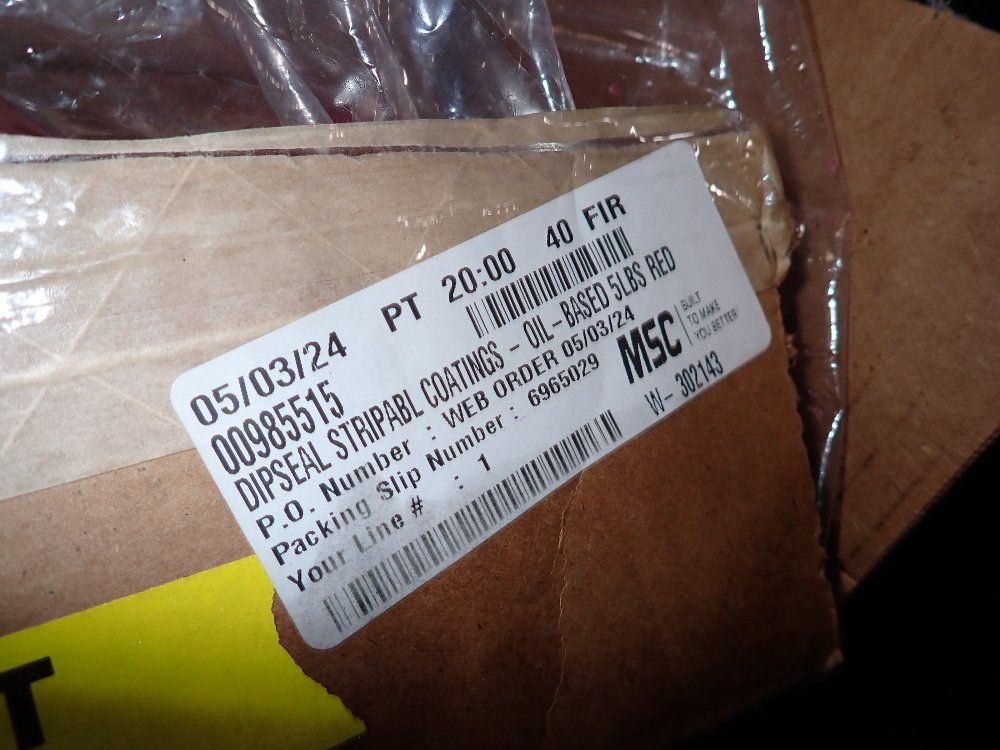 05/03/24 PT 20:00 40 FIR
00985515
DIPSEAL STRIPABL COATINGS - OIL-BASED 5LBS RED
P.O. Number : WEB ORDER 05/03/24
Packing Slip Number : 6965029
Your Line # : 1
MSC
BUILT
TO MAKE
YOU BETTER
W- 302143
T